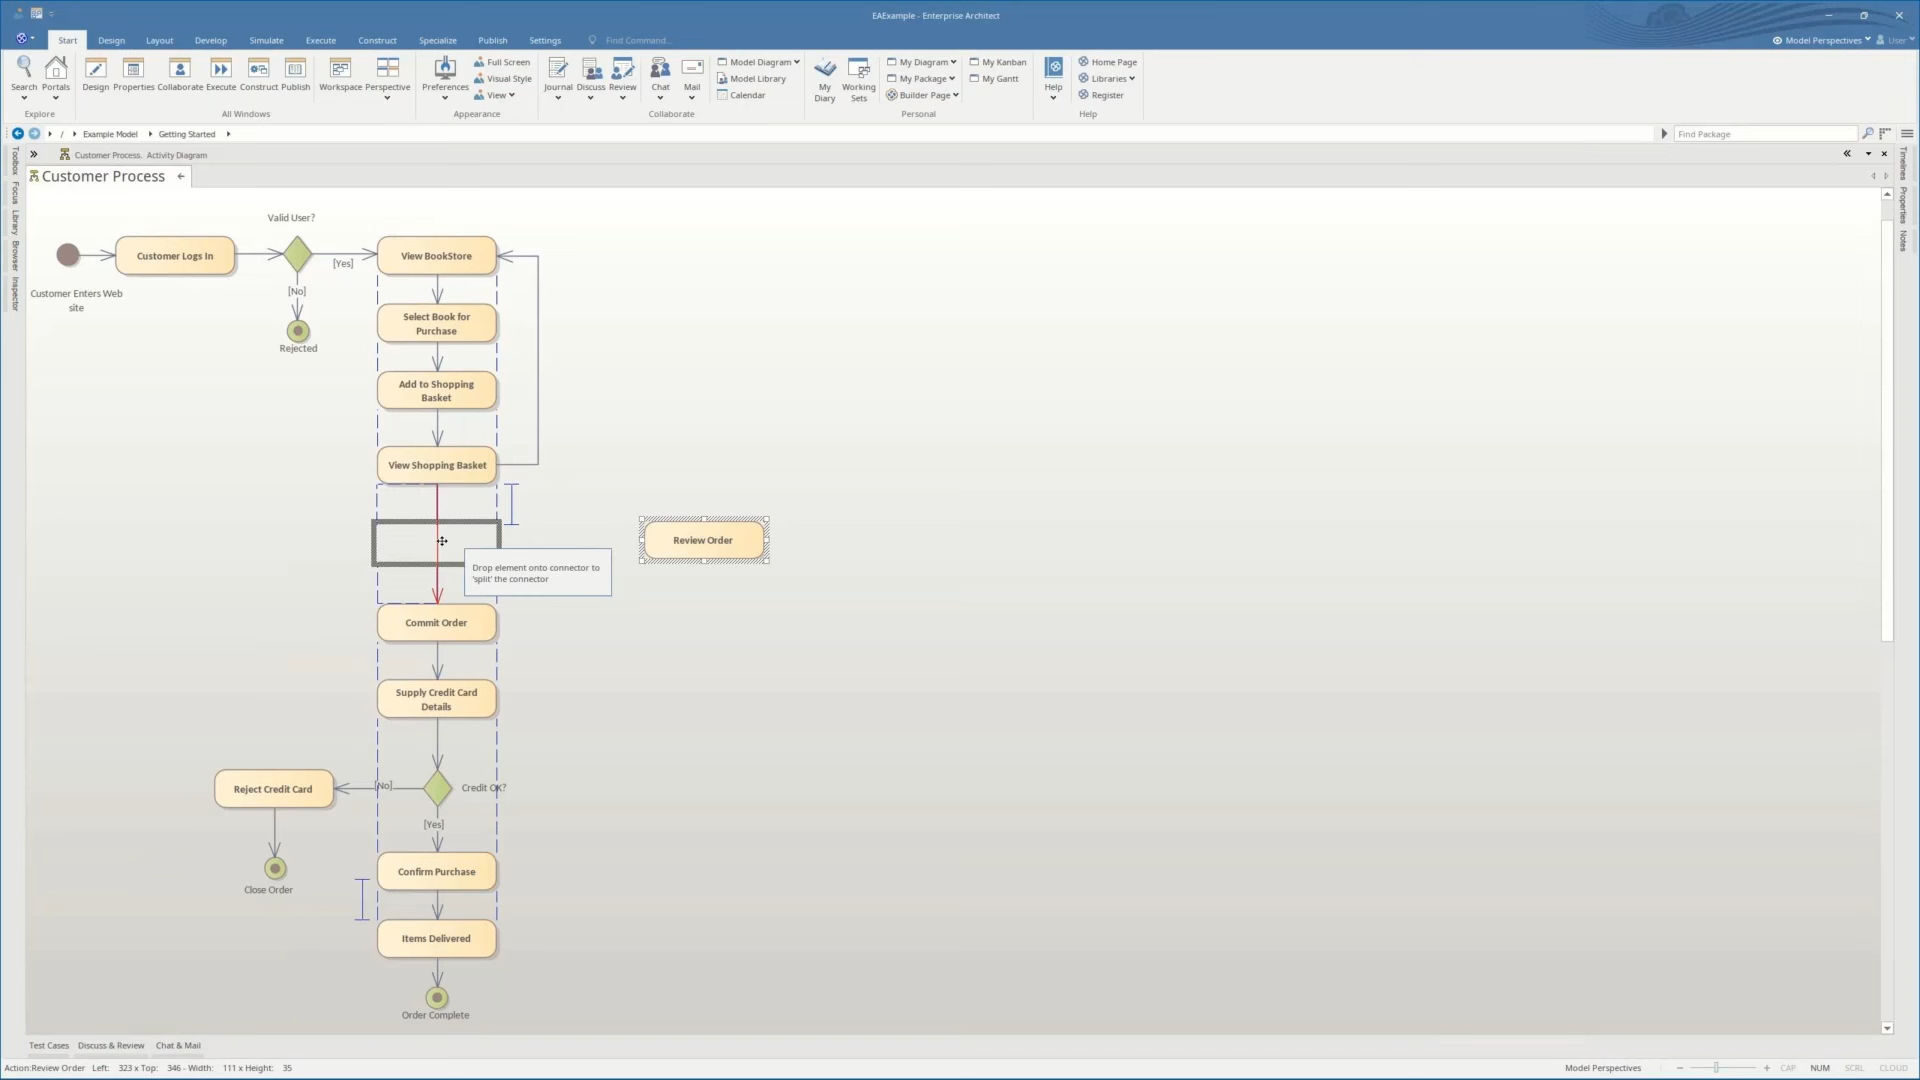 EAExample - Enterprise Architect
Start Design Layout Develop Simulate Execute Construct Specialize Publish Settings Find Command...
Model Perspectives User
Search Portals
Explore
Design Properties Collaborate Execute Construct Publish Workspace Perspective
All Windows
Preferences
Full Screen
Visual Style
View
Appearance
Journal Discuss Review Chat Mail
Model Diagram
Model Library
Calendar
Collaborate
My Diary
Working Sets
My Diagram
My Package
Builder Page
My Kanban
My Gantt
Personal
Help
Home Page
Libraries
Register
Help
/ Example Model Getting Started
Find Package
Customer Process. Activity Diagram
Customer Process
Toolbox
Focus
Library
Browser
Inspector
Timelines
Properties
Notes
Valid User?
Customer Logs In
[Yes]
View BookStore
Customer Enters Web
site
[No]
Rejected
Select Book for
Purchase
Add to Shopping
Basket
View Shopping Basket
Review Order
Drop element onto connector to
'split' the connector
Commit Order
Supply Credit Card
Details
Reject Credit Card
[No]
Credit OK?
[Yes]
Close Order
Confirm Purchase
Items Delivered
Order Complete
Test Cases Discuss & Review Chat & Mail
Action:Review Order Left: 323 x Top: 346 - Width: 111 x Height: 35
Model Perspectives
CAP NUM SCRL CLOUD